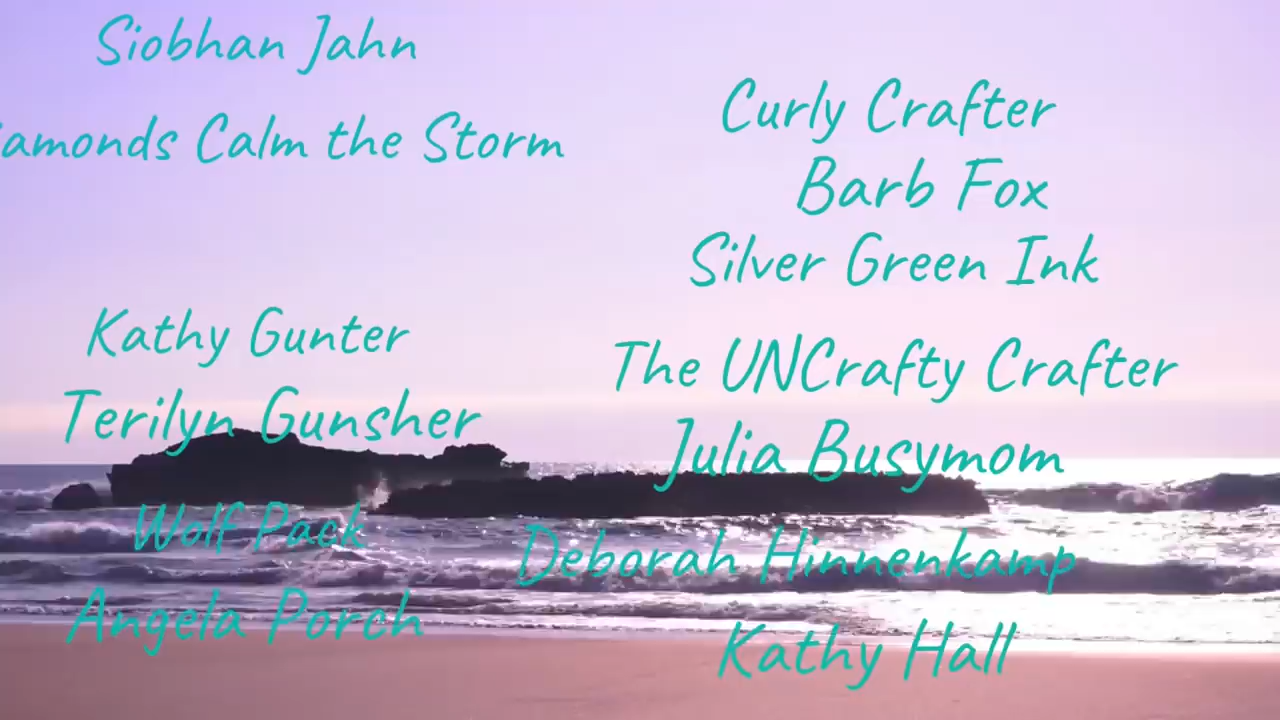 Siobhan Jahn
Calm the Storm
Kathy Gunter
Terilyn Gunsher
Wolf Pack
Angela Porch
Curly Crafter
Barb Fox
Silver Green Ink
The UNCrafty Crafter
Julia Busymom
Deborah Hinnenkamp
Kathy Hall